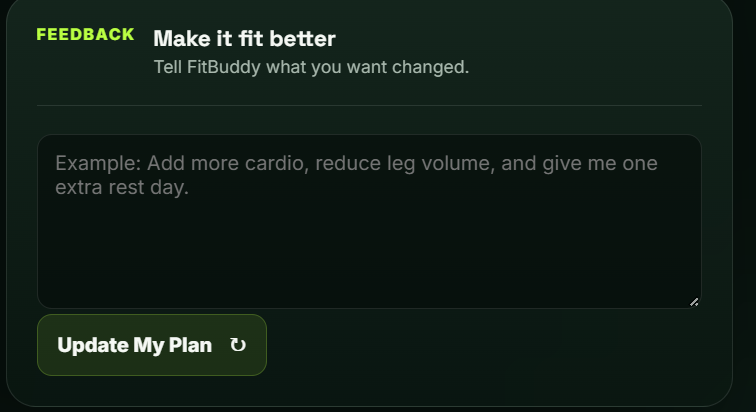 FEEDBACK
Make it fit better
Tell FitBuddy what you want changed.
Example: Add more cardio, reduce leg volume, and give me one
extra rest day.
Update My Plan ↻